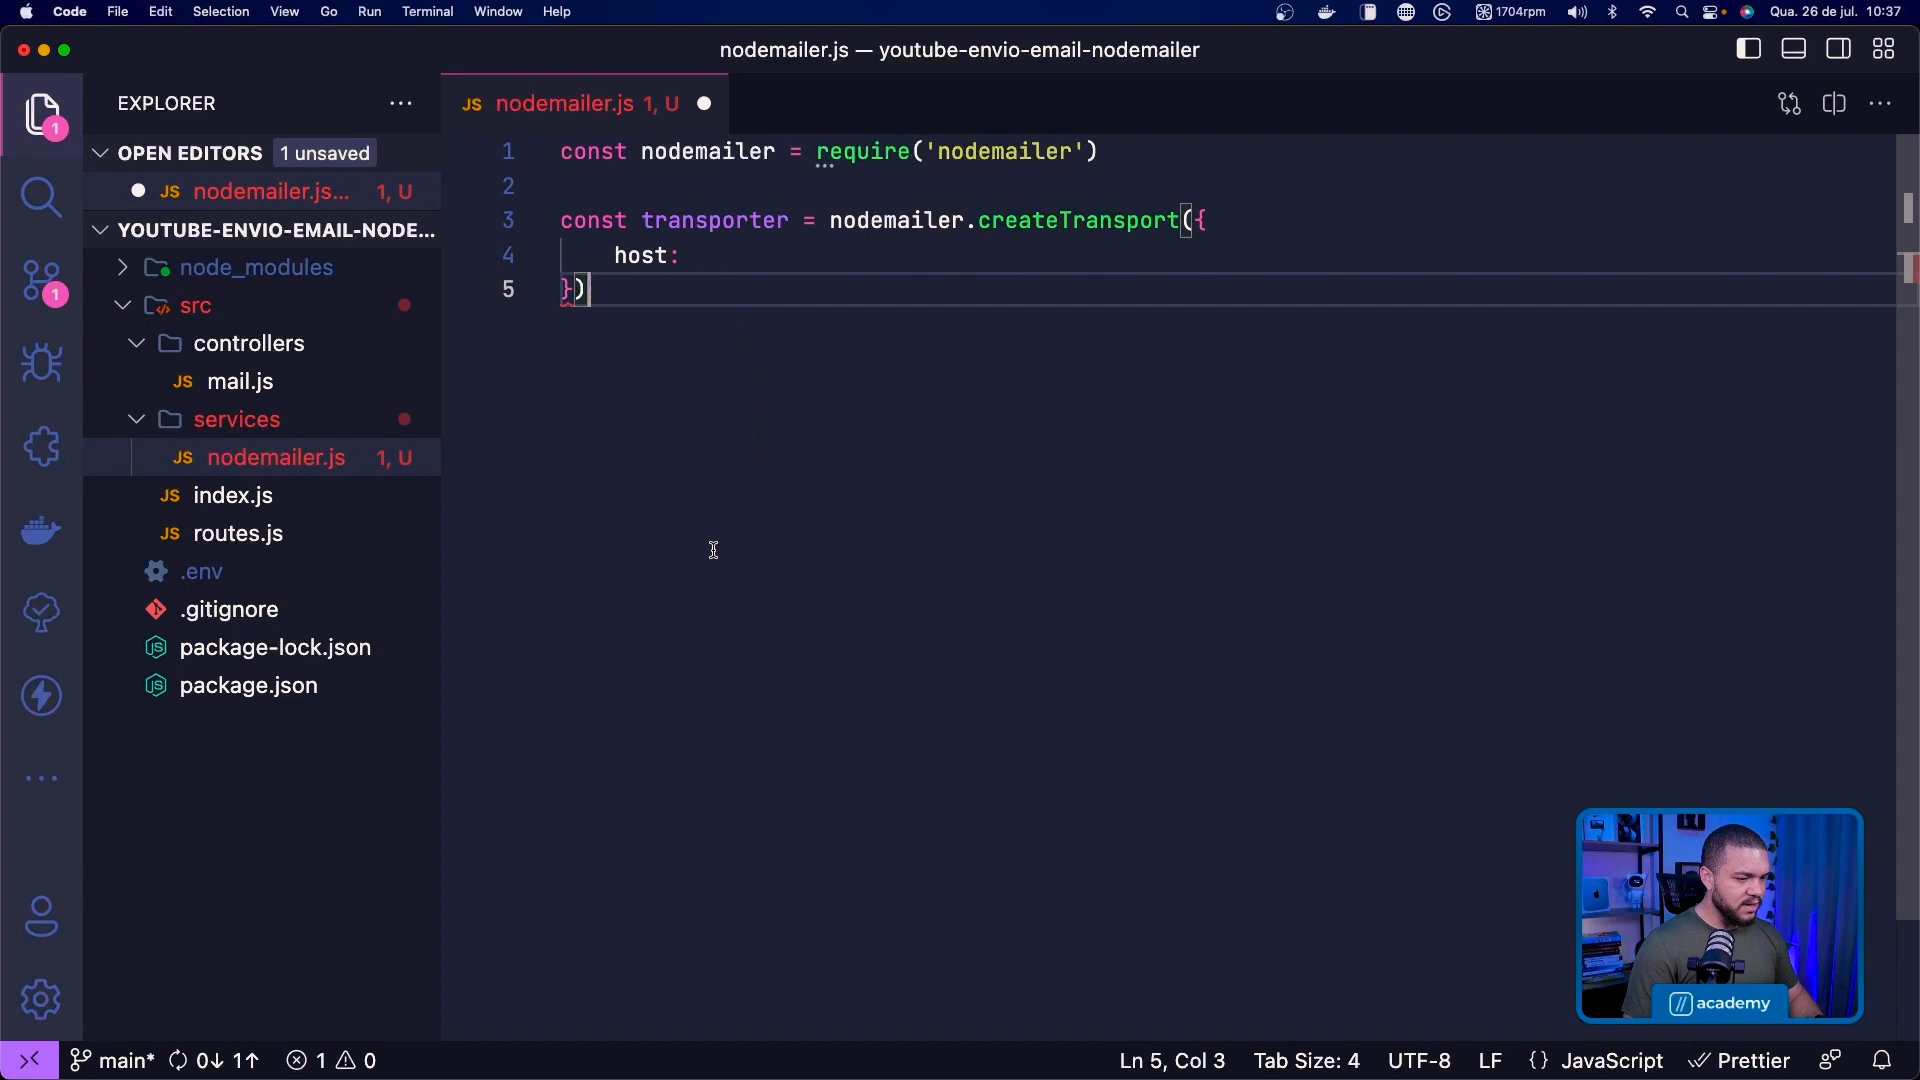 Code File Edit Selection View Go Run Terminal Window Help 1704rpm Qua. 26 de jul. 10:37
nodemailer.js — youtube-envio-email-nodemailer
EXPLORER
JS nodemailer.js 1, U
OPEN EDITORS 1 unsaved
JS nodemailer.js... 1, U
YOUTUBE-ENVIO-EMAIL-NODE...
node_modules
src
controllers
JS mail.js
services
JS nodemailer.js 1, U
JS index.js
JS routes.js
.env
.gitignore
package-lock.json
package.json
1
1
1 const nodemailer = require('nodemailer')
2
3 const transporter = nodemailer.createTransport({
4 host:
5 })
// academy
main* 0↓ 1↑ 1 0
Ln 5, Col 3 Tab Size: 4 UTF-8 LF {} JavaScript Prettier